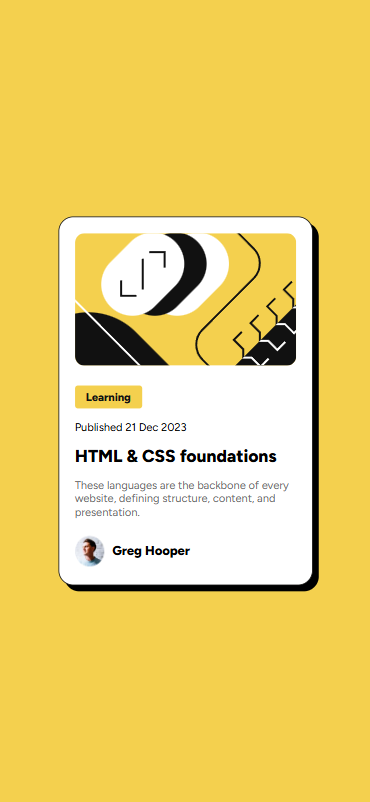 Learning
Published 21 Dec 2023
HTML & CSS foundations
These languages are the backbone of every
website, defining structure, content, and
presentation.
Greg Hooper